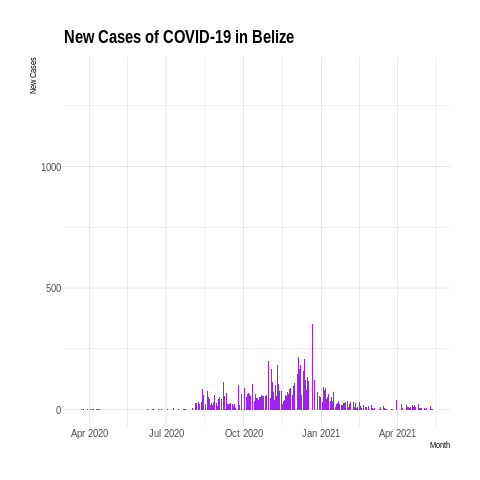 New Cases of COVID-19 in Belize
New Cases
1000
500
0
Apr 2020 Jul 2020 Oct 2020 Jan 2021 Apr 2021
Month